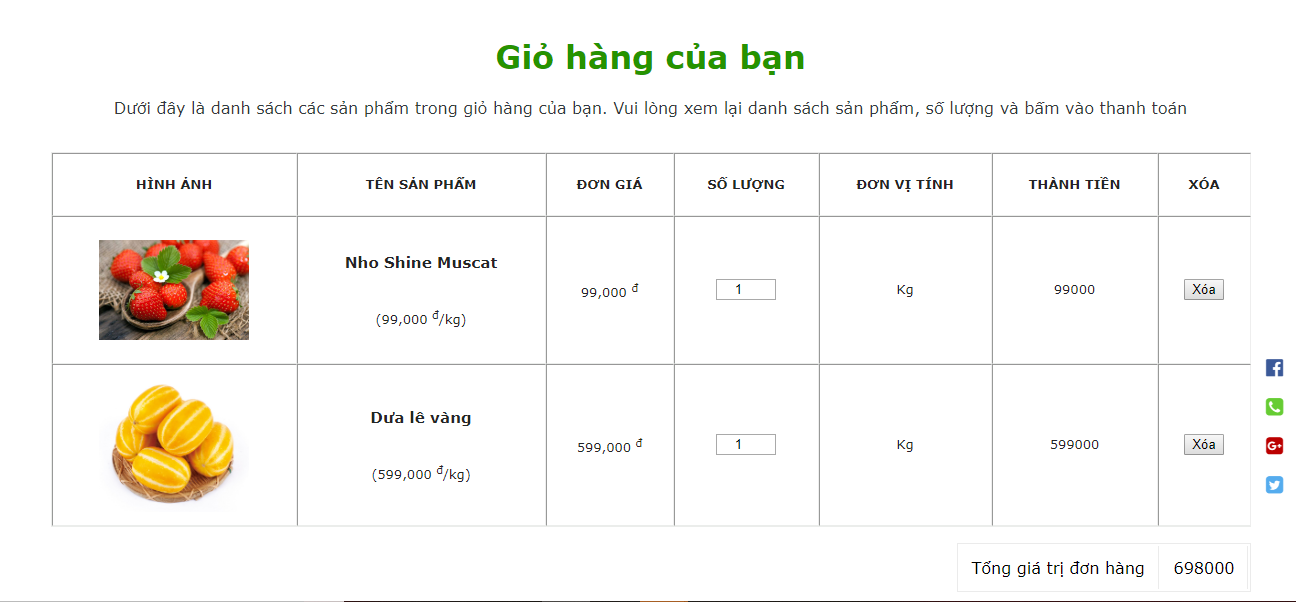 Giỏ hàng của bạn
Dưới đây là danh sách các sản phẩm trong giỏ hàng của bạn. Vui lòng xem lại danh sách sản phẩm, số lượng và bấm vào thanh toán
HÌNH ẢNH TÊN SẢN PHẨM ĐƠN GIÁ SỐ LƯỢNG ĐƠN VỊ TÍNH THÀNH TIỀN XÓA
Nho Shine Muscat
99,000 đ 1 Kg 99000 Xóa
(99,000 đ/kg)
Dưa lê vàng
599,000 đ 1 Kg 599000 Xóa
(599,000 đ/kg)
Tổng giá trị đơn hàng 698000